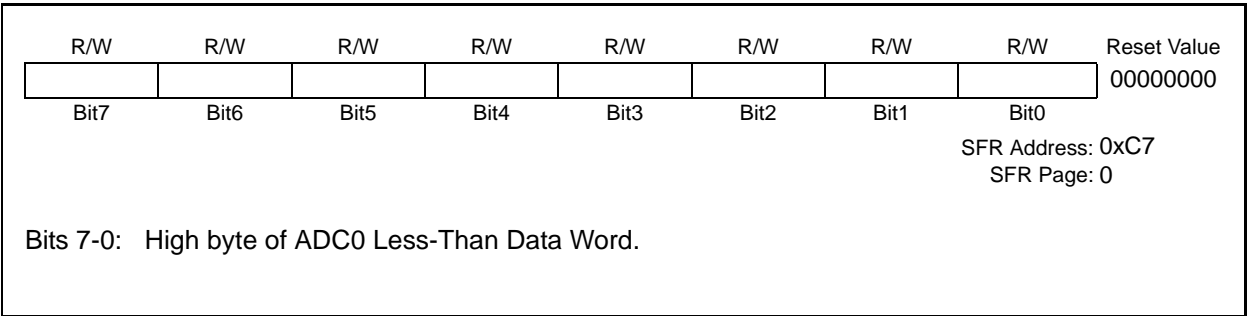 R/W R/W R/W R/W R/W R/W R/W R/W Reset Value
00000000
Bit7 Bit6 Bit5 Bit4 Bit3 Bit2 Bit1 Bit0
SFR Address: 0xC7
SFR Page: 0
Bits 7-0: High byte of ADC0 Less-Than Data Word.